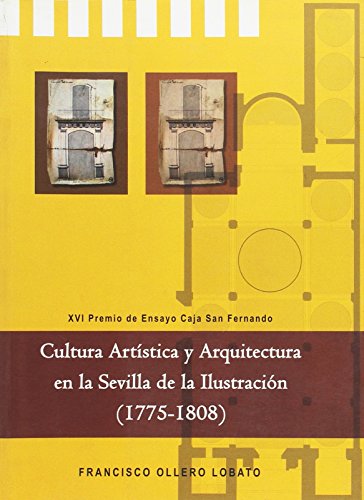 XVI Premio de Ensayo Caja San Fernando
Cultura Artística y Arquitectura
en la Sevilla de la Ilustración
(1775-1808)
FRANCISCO OLLERO LOBATO